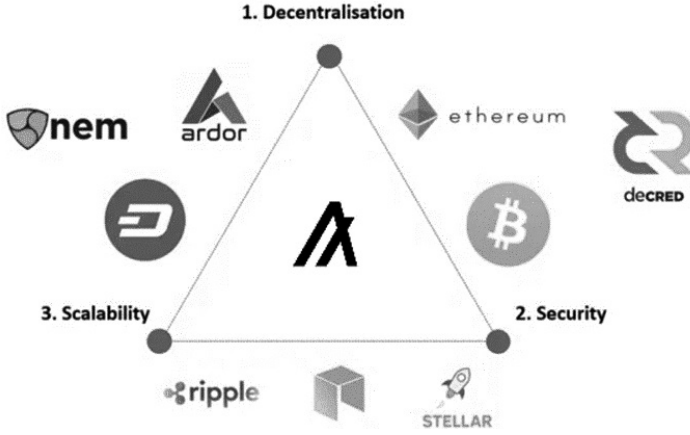 1. Decentralisation
nem
ardor
ethereum
deCRED
3. Scalability
2. Security
ripple
STELLAR